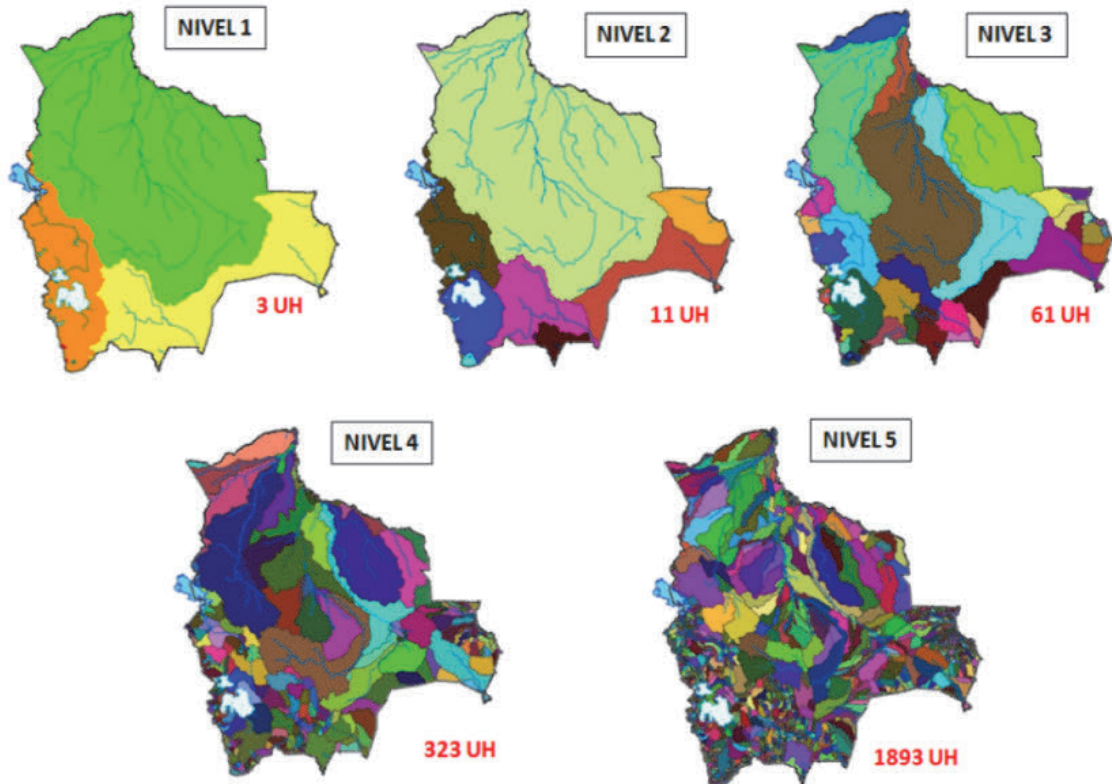 NIVEL 1
NIVEL 2
NIVEL 3
3 UH
11 UH
61 UH
NIVEL 4
NIVEL 5
323 UH
1893 UH